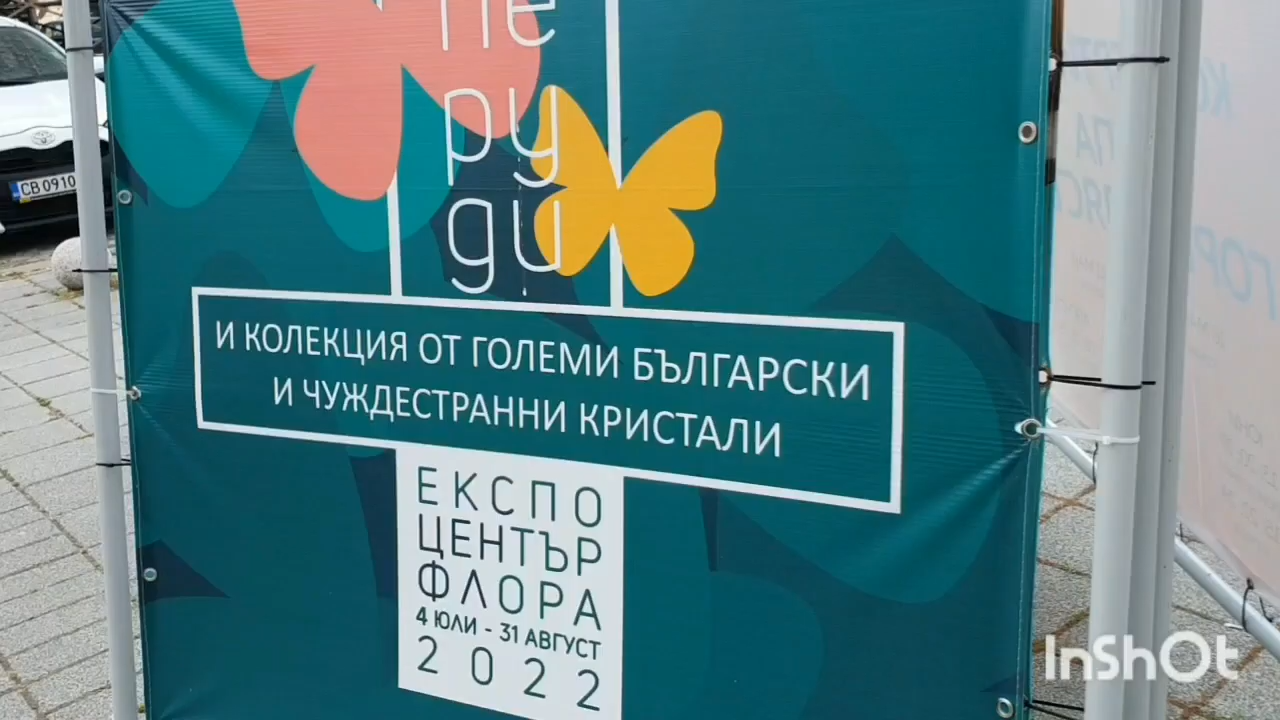 пе
ру
ди
И КОЛЕКЦИЯ ОТ ГОЛЕМИ БЪЛГАРСКИ
И ЧУЖДЕСТРАННИ КРИСТАЛИ
ЕКСПО
ЦЕНТЪР
ФЛОРА
4 ЮЛИ - 31 АВГУСТ
2022
СВ 0910
InShOt